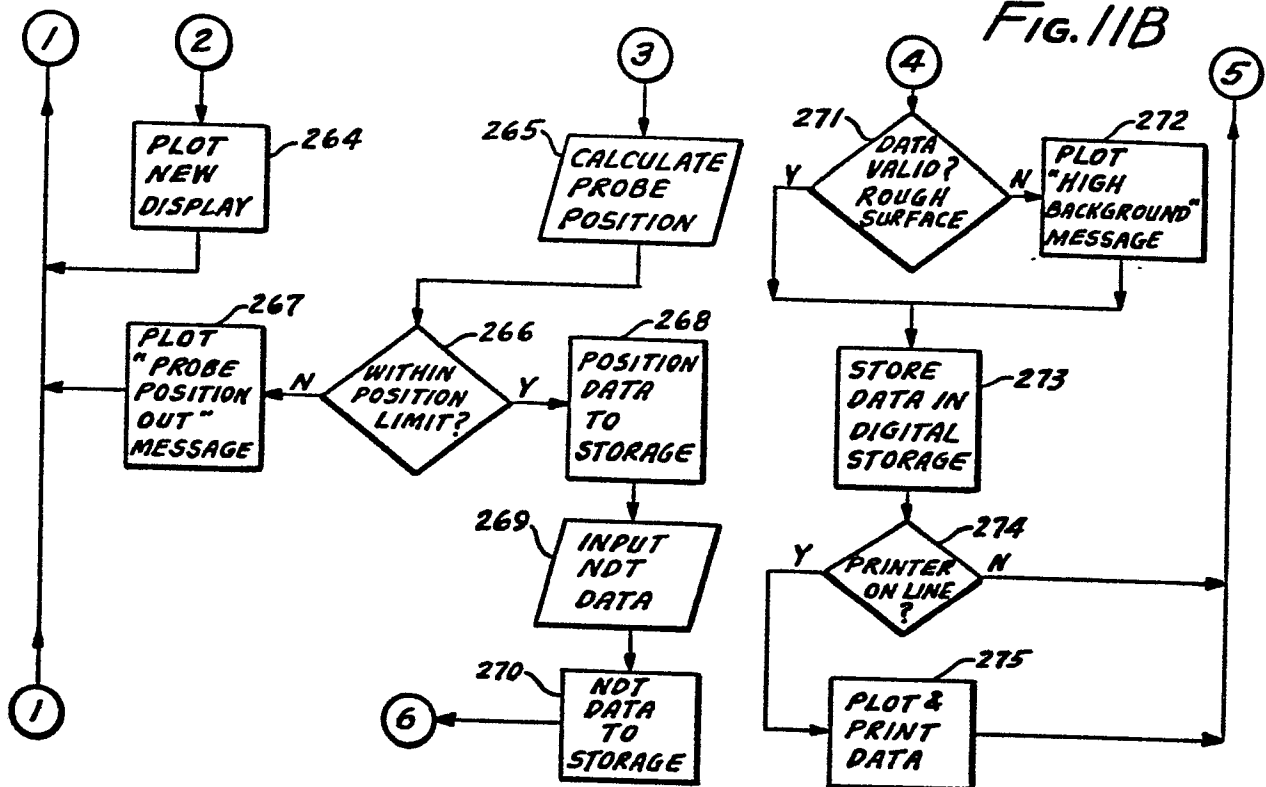 FIG. 11B
1
2
3
4
5
264
PLOT
NEW
DISPLAY
265
CALCULATE
PROBE
POSITION
271
DATA
VALID?
ROUGH
SURFACE
Y
N
272
PLOT
"HIGH
BACKGROUND"
MESSAGE
267
PLOT
"PROBE
POSITION
OUT"
MESSAGE
266
WITHIN
POSITION
LIMIT?
N
Y
268
POSITION
DATA
TO
STORAGE
273
STORE
DATA IN
DIGITAL
STORAGE
269
INPUT
NDT
DATA
274
PRINTER
ON LINE
?
Y
N
1
6
270
NDT
DATA
TO
STORAGE
275
PLOT &
PRINT
DATA